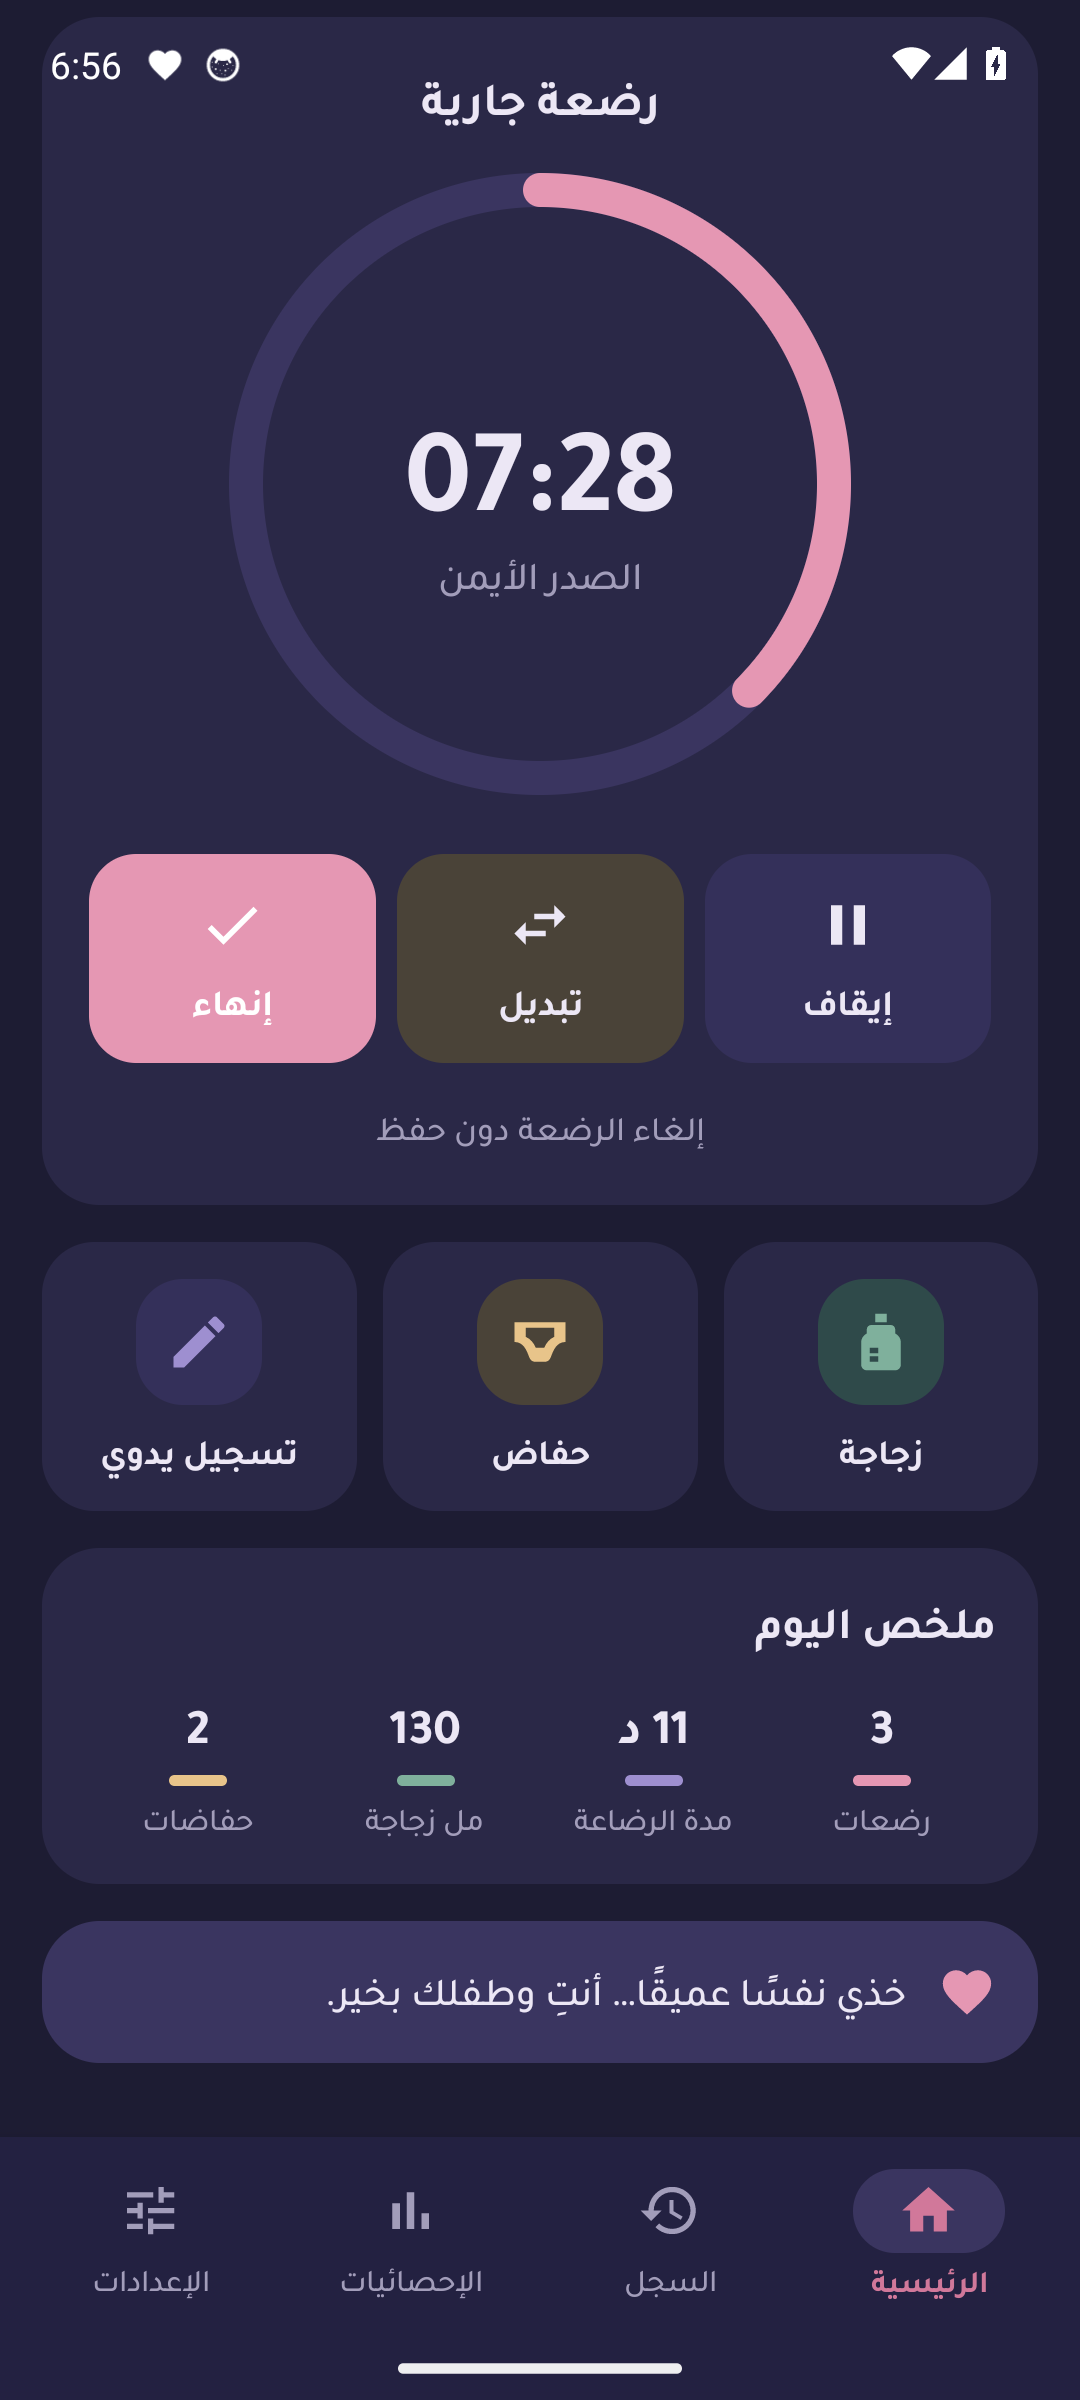 6:56
رضعة جارية
07:28
الصدر الأيمن
إيقاف
تبديل
إنهاء
إلغاء الرضعة دون حفظ
زجاجة
حفاض
تسجيل يدوي
ملخص اليوم
3
11 د
130
2
رضعات
مدة الرضاعة
مل زجاجة
حفاضات
خذي نفسًا عميقًا... أنتِ وطفلك بخير.
الرئيسية
السجل
الإحصائيات
الإعدادات